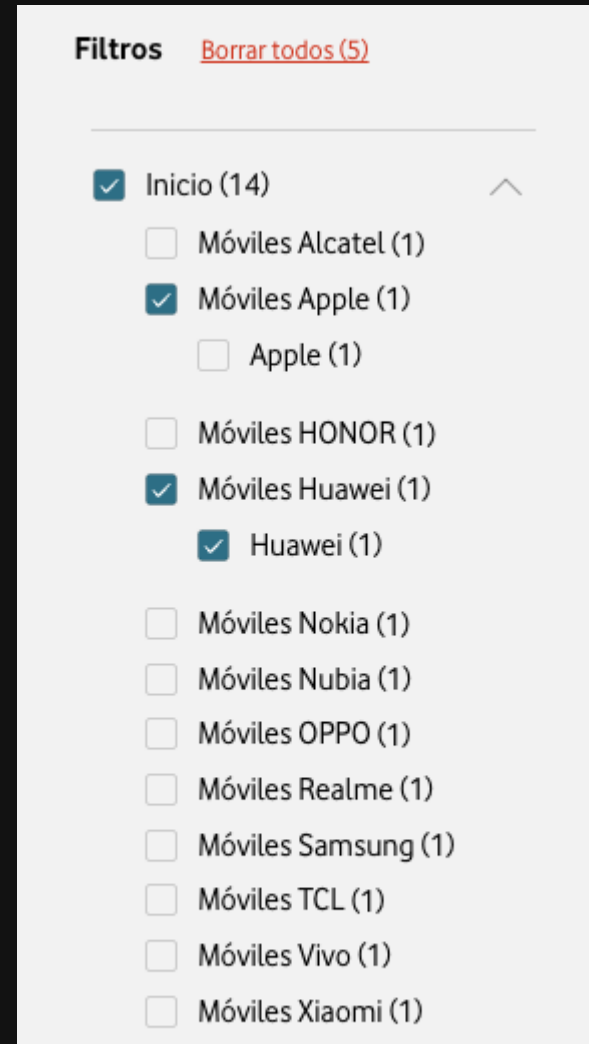 Filtros Borrar todos (5)
Inicio (14)
Móviles Alcatel (1)
Móviles Apple (1)
Apple (1)
Móviles HONOR (1)
Móviles Huawei (1)
Huawei (1)
Móviles Nokia (1)
Móviles Nubia (1)
Móviles OPPO (1)
Móviles Realme (1)
Móviles Samsung (1)
Móviles TCL (1)
Móviles Vivo (1)
Móviles Xiaomi (1)